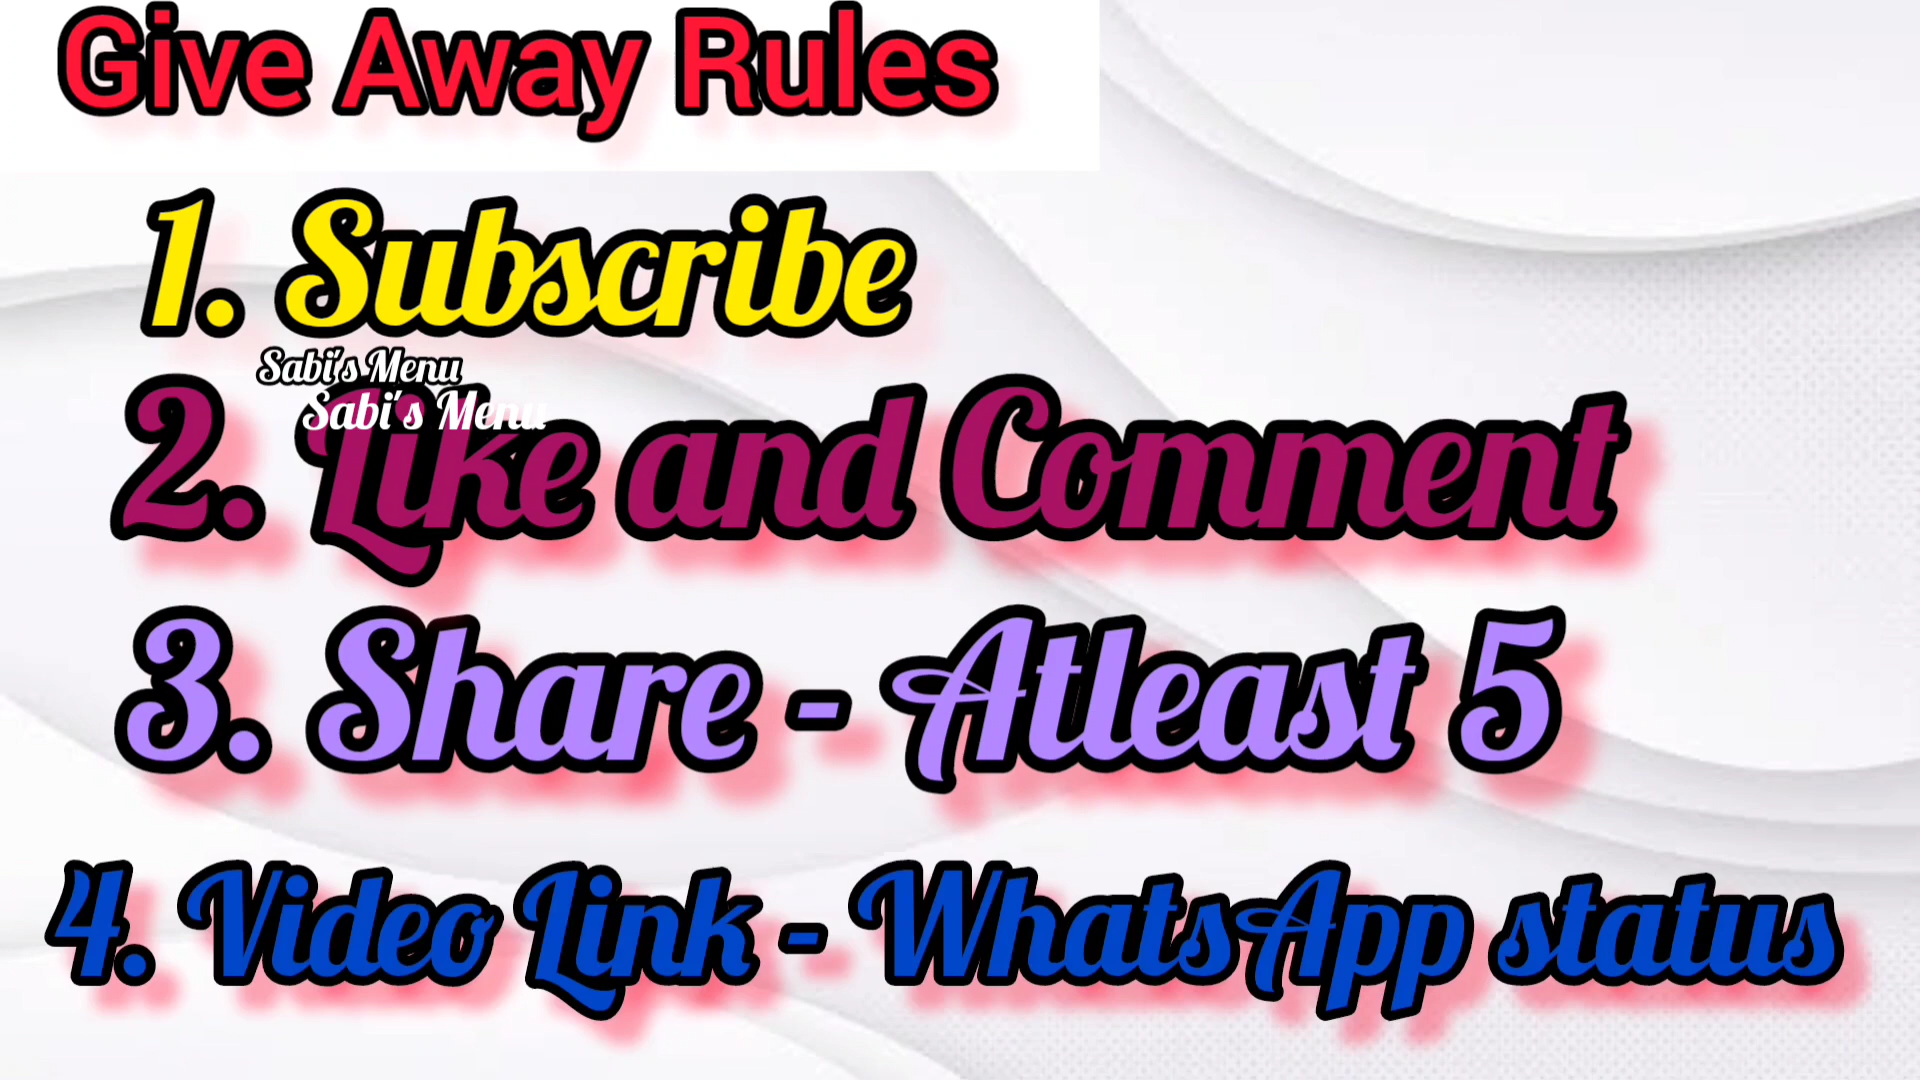 Give Away Rules
1. Subscribe
Sabi's Menu
Sabi's Menu
2. Like and Comment
3. Share - Atleast 5
4. Video Link - WhatsApp status